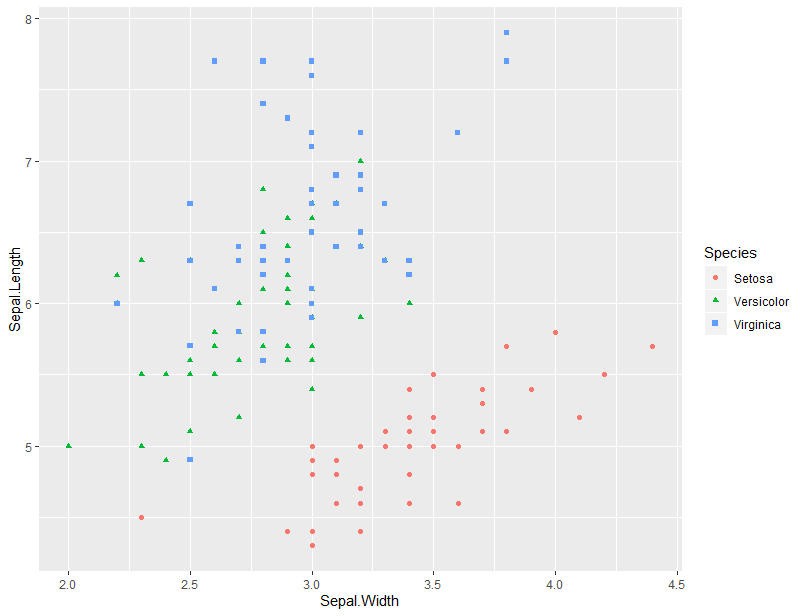 8
7
6
5
Sepal.Length
2.0 2.5 3.0 3.5 4.0 4.5
Sepal.Width
Species
Setosa
Versicolor
Virginica